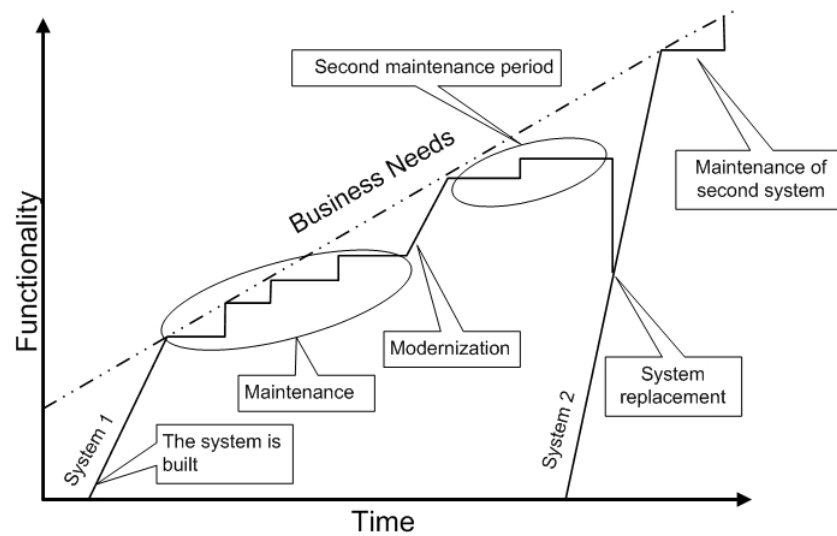 Second maintenance period
Business Needs
Maintenance of
second system
Functionality
Modernization
Maintenance
System
replacement
System 1
The system is
built
System 2
Time